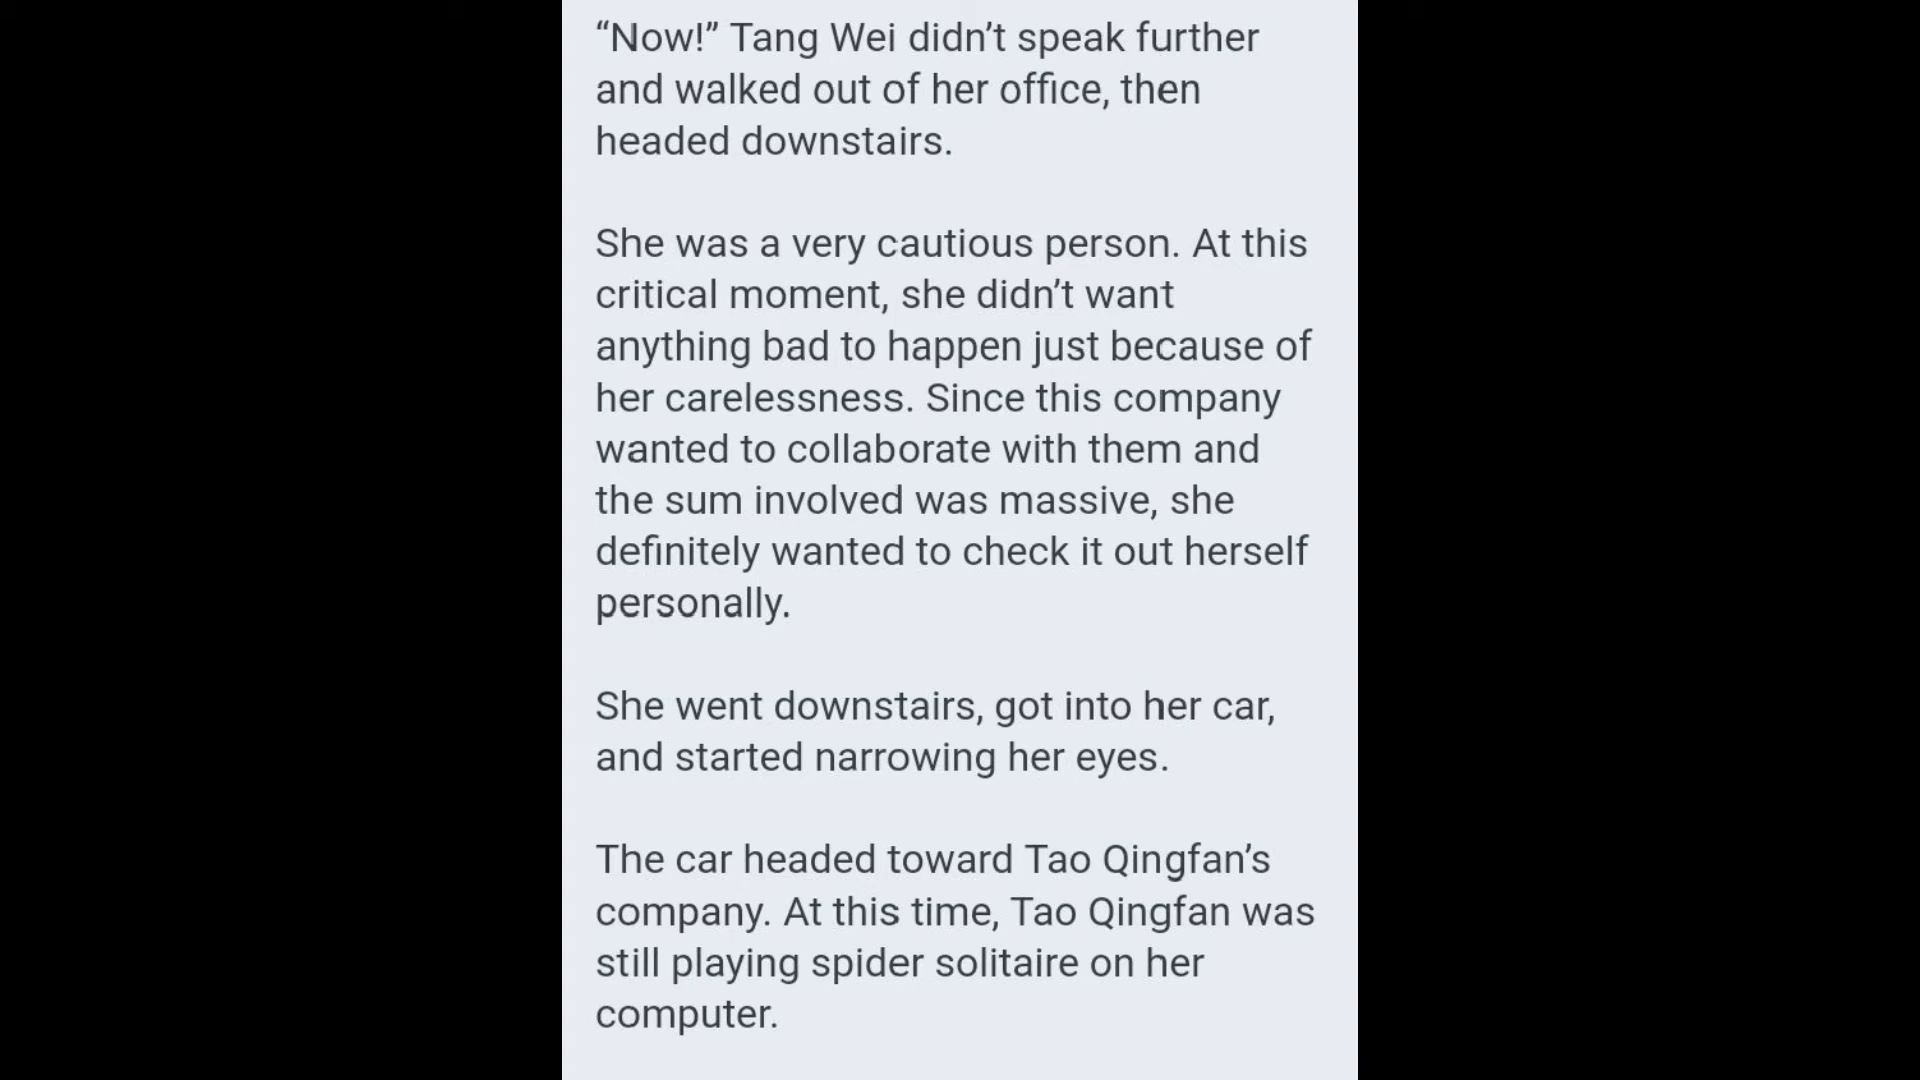 “Now!” Tang Wei didn’t speak further
and walked out of her office, then
headed downstairs.
She was a very cautious person. At this
critical moment, she didn’t want
anything bad to happen just because of
her carelessness. Since this company
wanted to collaborate with them and
the sum involved was massive, she
definitely wanted to check it out herself
personally.
She went downstairs, got into her car,
and started narrowing her eyes.
The car headed toward Tao Qingfan’s
company. At this time, Tao Qingfan was
still playing spider solitaire on her
computer.